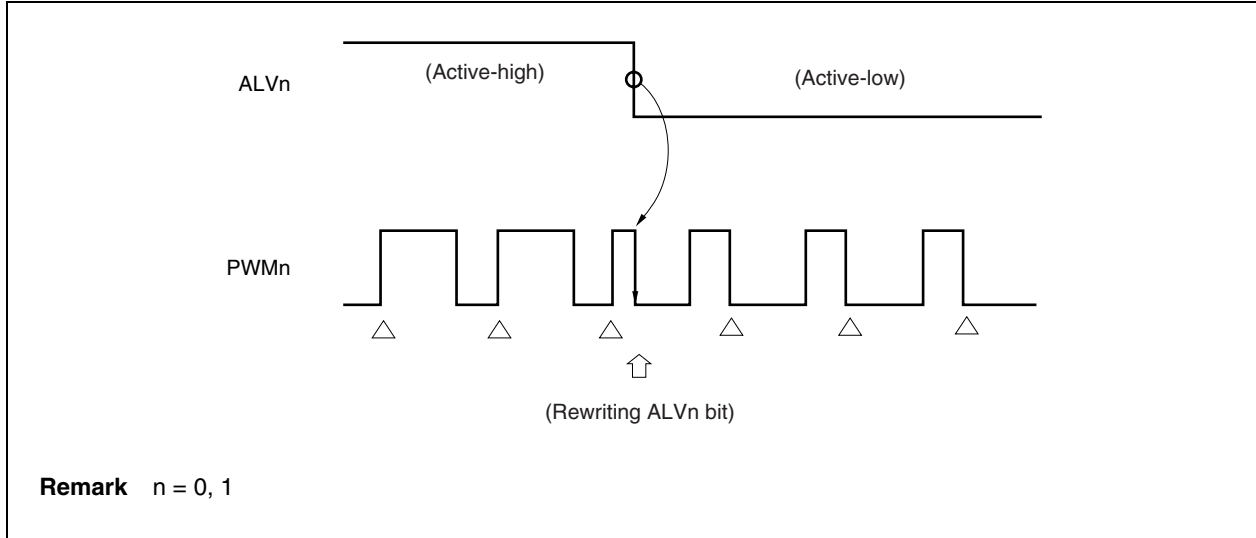 ALVn
(Active-high)
(Active-low)
PWMn
(Rewriting ALVn bit)
Remark n = 0, 1